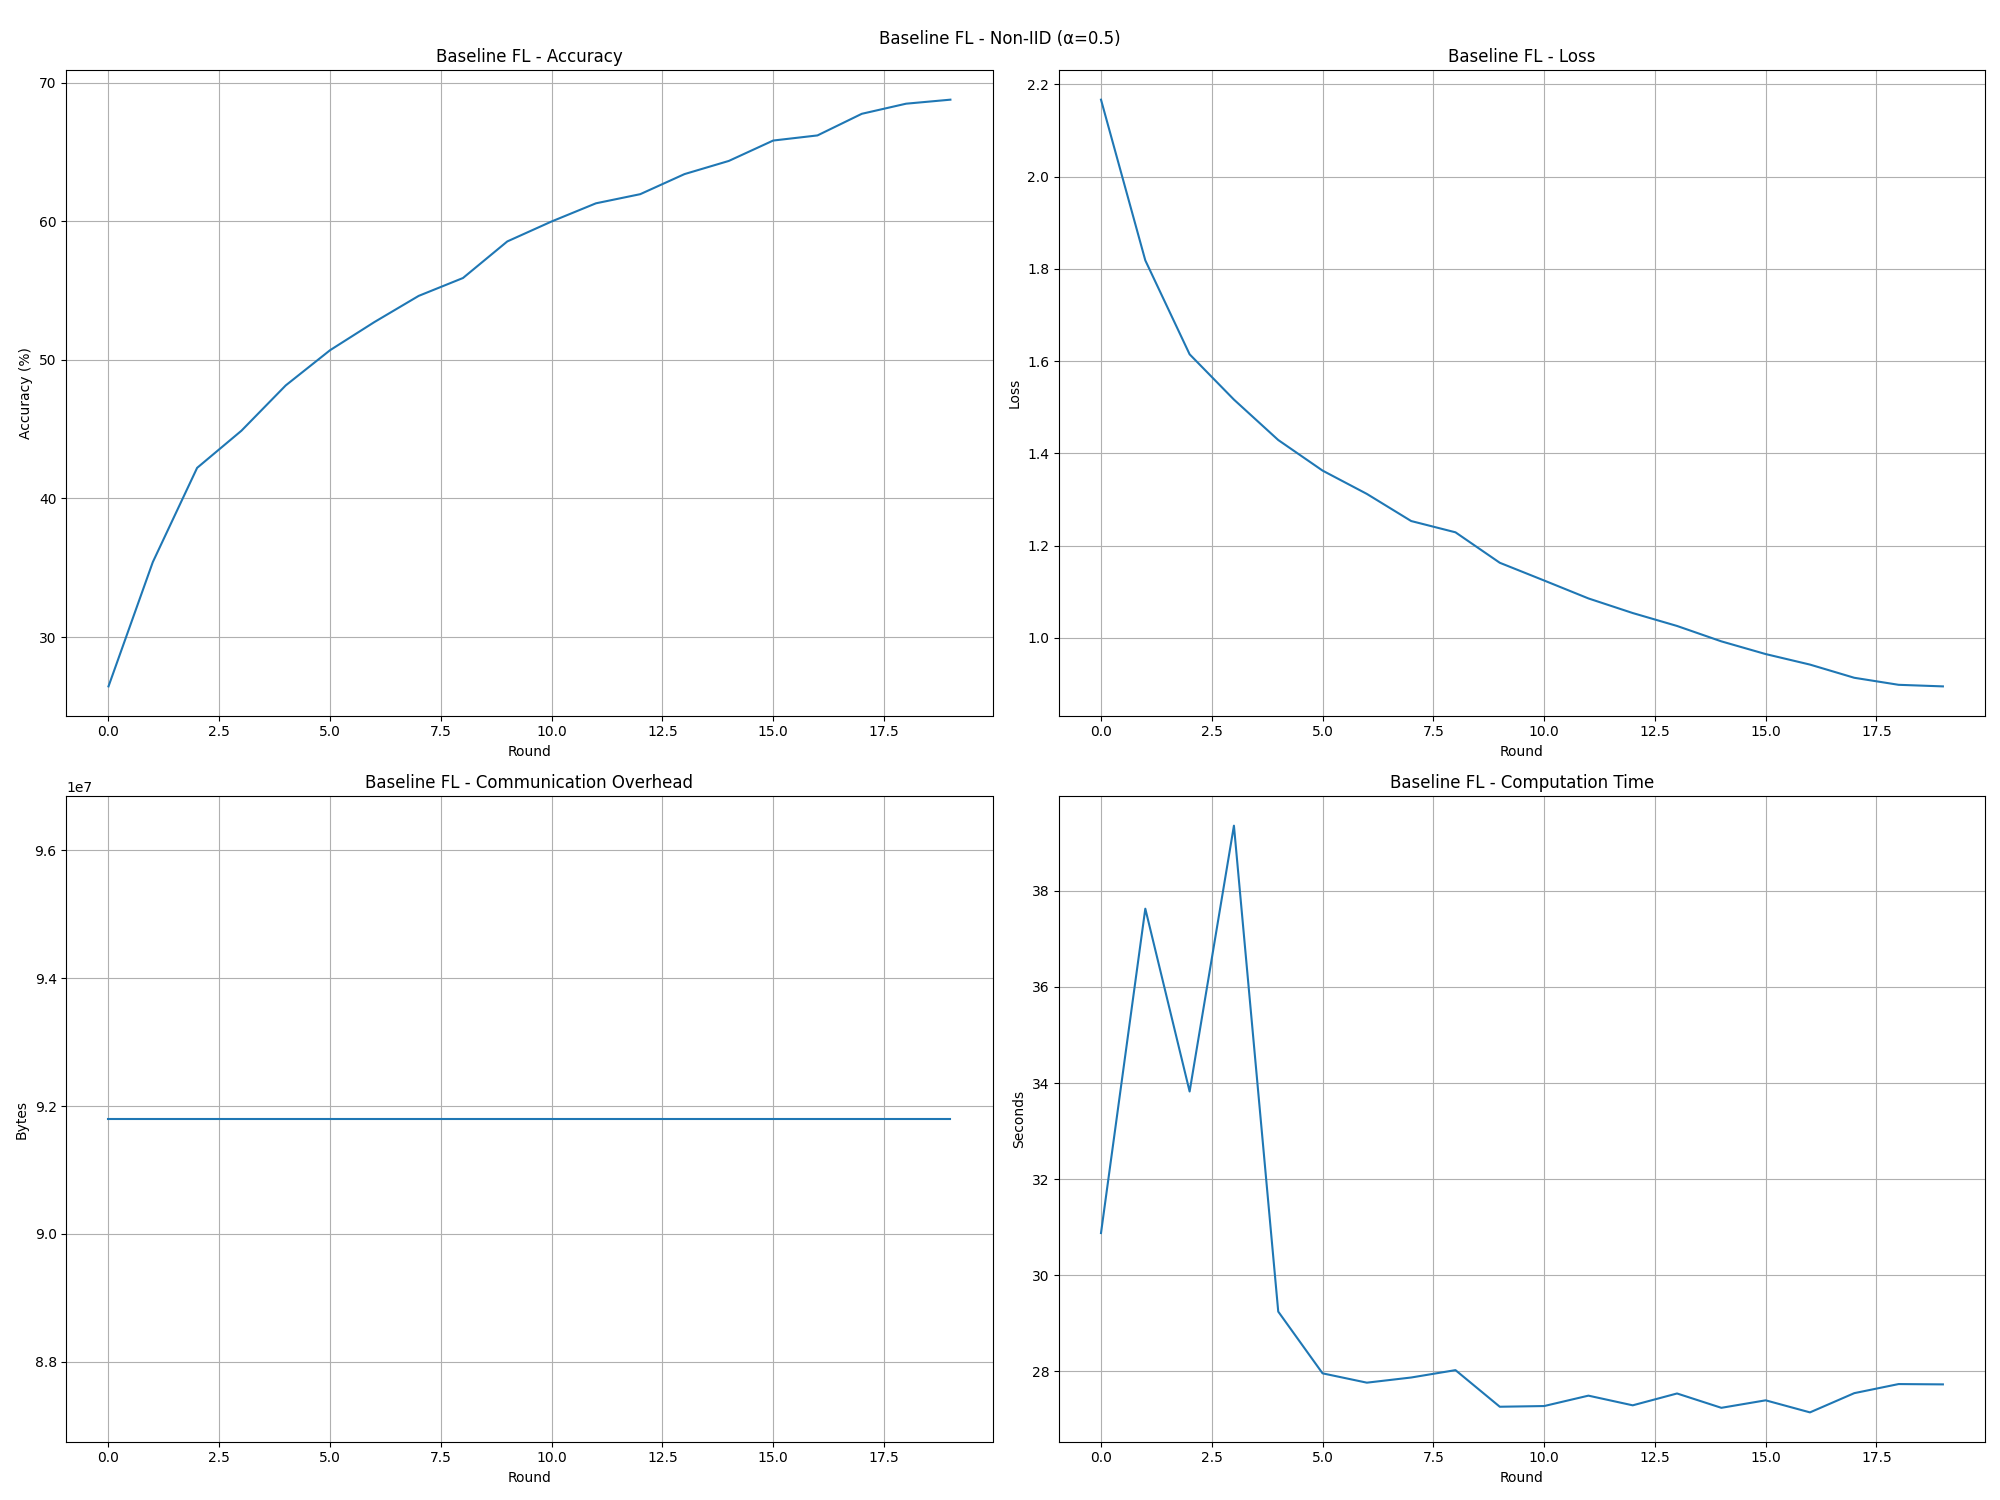 Baseline FL - Non-IID (α=0.5)
Baseline FL - Accuracy
70
60
50
40
30
Accuracy (%)
0.0 2.5 5.0 7.5 10.0 12.5 15.0 17.5
Round
Baseline FL - Loss
2.2
2.0
1.8
1.6
1.4
1.2
1.0
Loss
0.0 2.5 5.0 7.5 10.0 12.5 15.0 17.5
Round
Baseline FL - Communication Overhead
1e7
9.6
9.4
9.2
9.0
8.8
Bytes
0.0 2.5 5.0 7.5 10.0 12.5 15.0 17.5
Round
Baseline FL - Computation Time
38
36
34
32
30
28
Seconds
0.0 2.5 5.0 7.5 10.0 12.5 15.0 17.5
Round